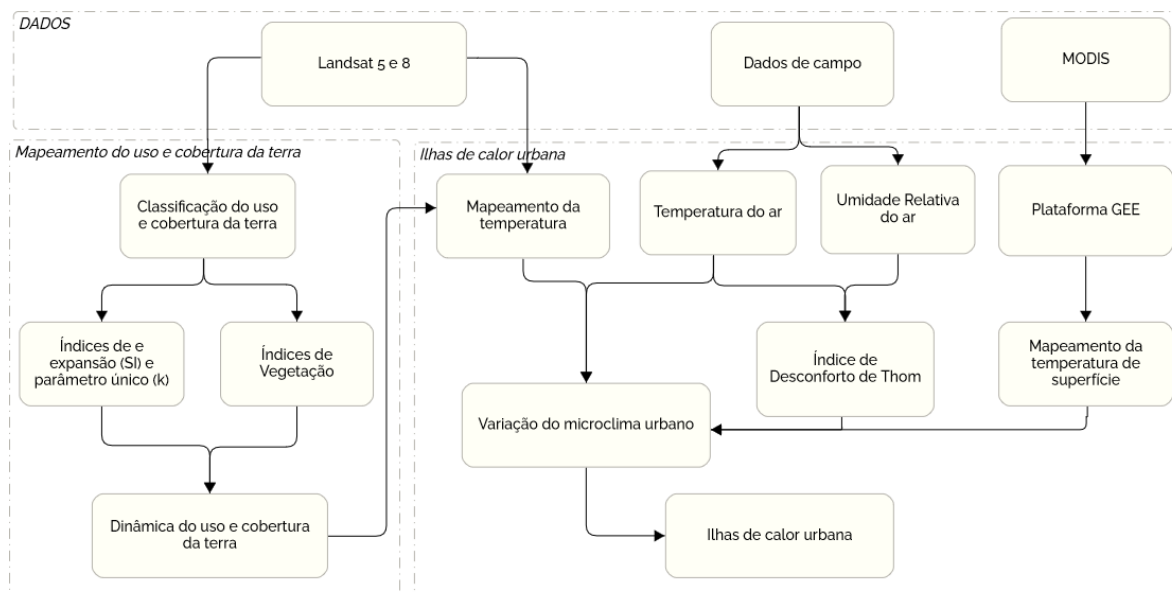 DADOS
Landsat 5 e 8
Dados de campo
MODIS
Mapeamento do uso e cobertura da terra
Ilhas de calor urbana
Classificação do uso
e cobertura da terra
Mapeamento da
temperatura
Temperatura do ar
Umidade Relativa
do ar
Plataforma GEE
Índices de e
expansão (SI) e
parâmetro único (k)
Índices de
Vegetação
Índice de
Desconforto de Thom
Mapeamento da
temperatura de
superfície
Variação do microclima urbano
Dinâmica do uso e cobertura
da terra
Ilhas de calor urbana